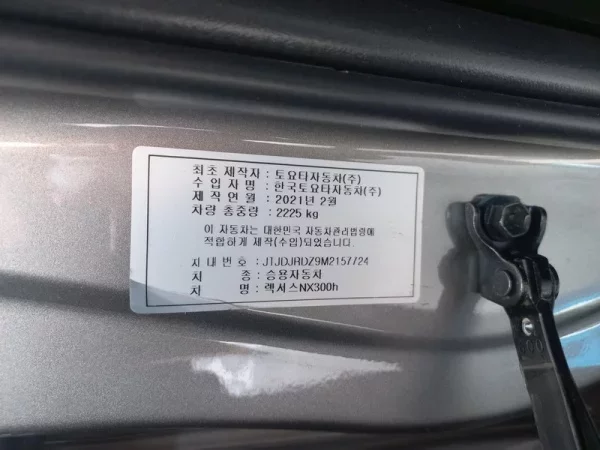 최초 제작자 : 토요타자동차(주)
수 입 자 명 : 한국토요타자동차(주)
제 작 연 월 : 2021년 2월
차량 총중량 : 2225 kg
이 자동차는 대한민국 자동차관리법령에
적합하게 제작(수입)되었습니다.
차 대 번 호 : JTJDJRDZ9M2157724
차 종 : 승용자동차
차 명 : 렉서스NX300h